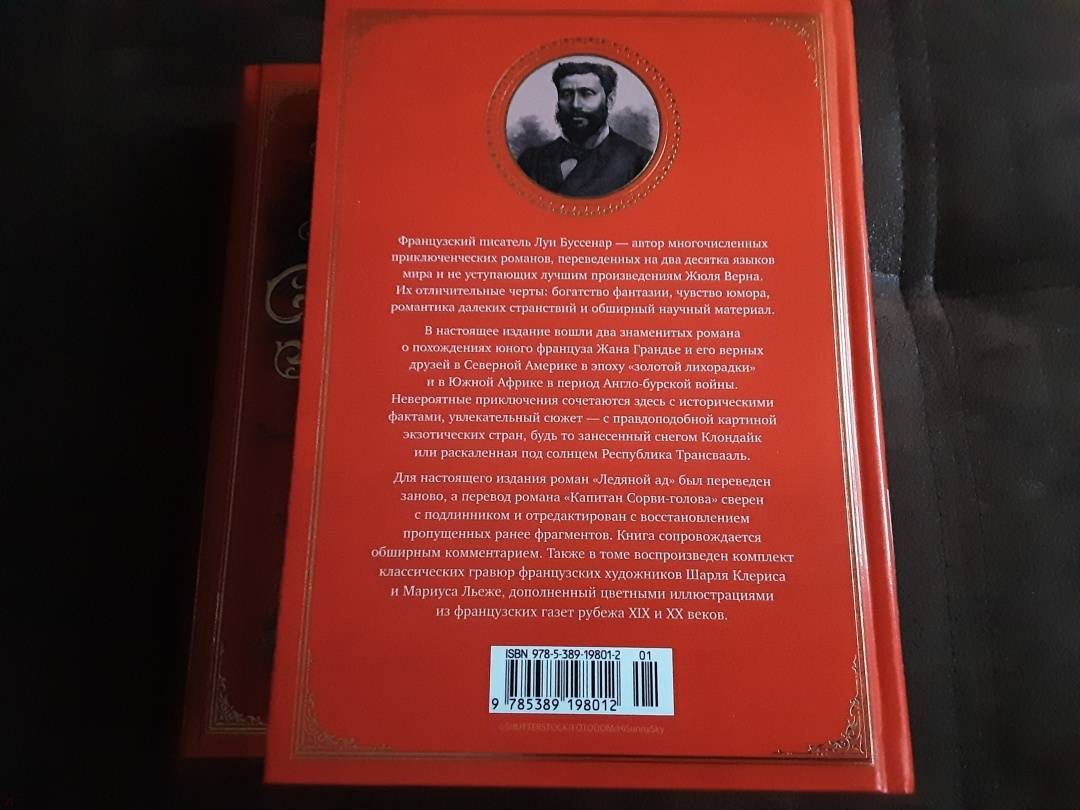 Французский писатель Луи Буссенар — автор многочисленных
приключенческих романов, переведенных на два десятка языков
мира и не уступающих лучшим произведениям Жюля Верна.
Их отличительные черты: богатство фантазии, чувство юмора,
романтика далеких странствий и обширный научный материал.
В настоящее издание вошли два знаменитых романа
о похождениях юного француза Жана Грандье и его верных
друзей в Северной Америке в эпоху «золотой лихорадки»
и в Южной Африке в период Англо-бурской войны.
Невероятные приключения сочетаются здесь с историческими
фактами, увлекательный сюжет — с правдоподобной картиной
экзотических стран, будь то занесенный снегом Клондайк
или раскаленная под солнцем Республика Трансвааль.
Для настоящего издания роман «Ледяной ад» был переведен
заново, а перевод романа «Капитан Сорви-голова» сверен
с подлинником и отредактирован с восстановлением
пропущенных ранее фрагментов. Книга сопровождается
обширным комментарием. Также в томе воспроизведен комплект
классических гравюр французских художников Шарля Клериса
и Мариуса Льеже, дополненный цветными иллюстрациями
из французских газет рубежа XIX и XX веков.
ISBN 978-5-389-19801-2 01
9 785389 198012